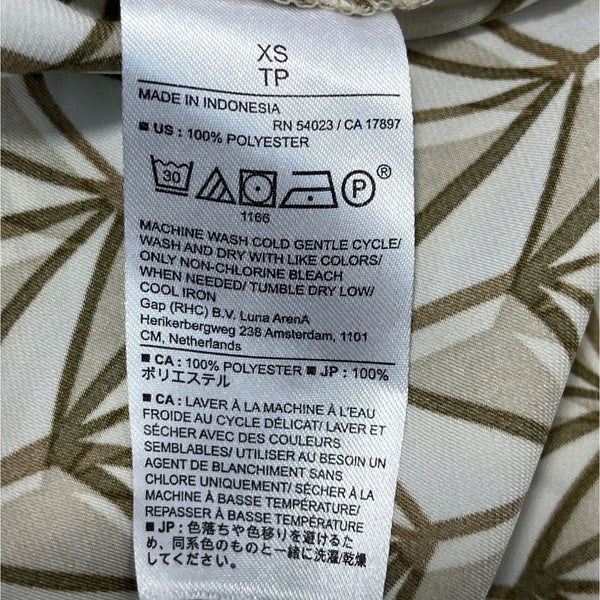 XS
TP
MADE IN INDONESIA
RN 54023 / CA 17897
■ US : 100% POLYESTER
30 P ®
1166
MACHINE WASH COLD GENTLE CYCLE/
WASH AND DRY WITH LIKE COLORS/
ONLY NON-CHLORINE BLEACH
WHEN NEEDED/ TUMBLE DRY LOW/
COOL IRON
Gap (RHC) B.V. Luna ArenA
Herikerbergweg 238 Amsterdam, 1101
CM, Netherlands
■ CA : 100% POLYESTER ■ JP : 100%
ポリエステル
■ CA : LAVER À LA MACHINE À L'EAU
FROIDE AU CYCLE DÉLICAT/ LAVER ET
SÉCHER AVEC DES COULEURS
SEMBLABLES/ UTILISER AU BESOIN UN
AGENT DE BLANCHIMENT SANS
CHLORE UNIQUEMENT/ SÉCHER À LA
MACHINE À BASSE TEMPÉRATURE/
REPASSER À BASSE TEMPÉRATURE
■ JP : 色落ちや色移りを避けるた
め、同系色のものと一緒に洗濯/乾燥
してください。